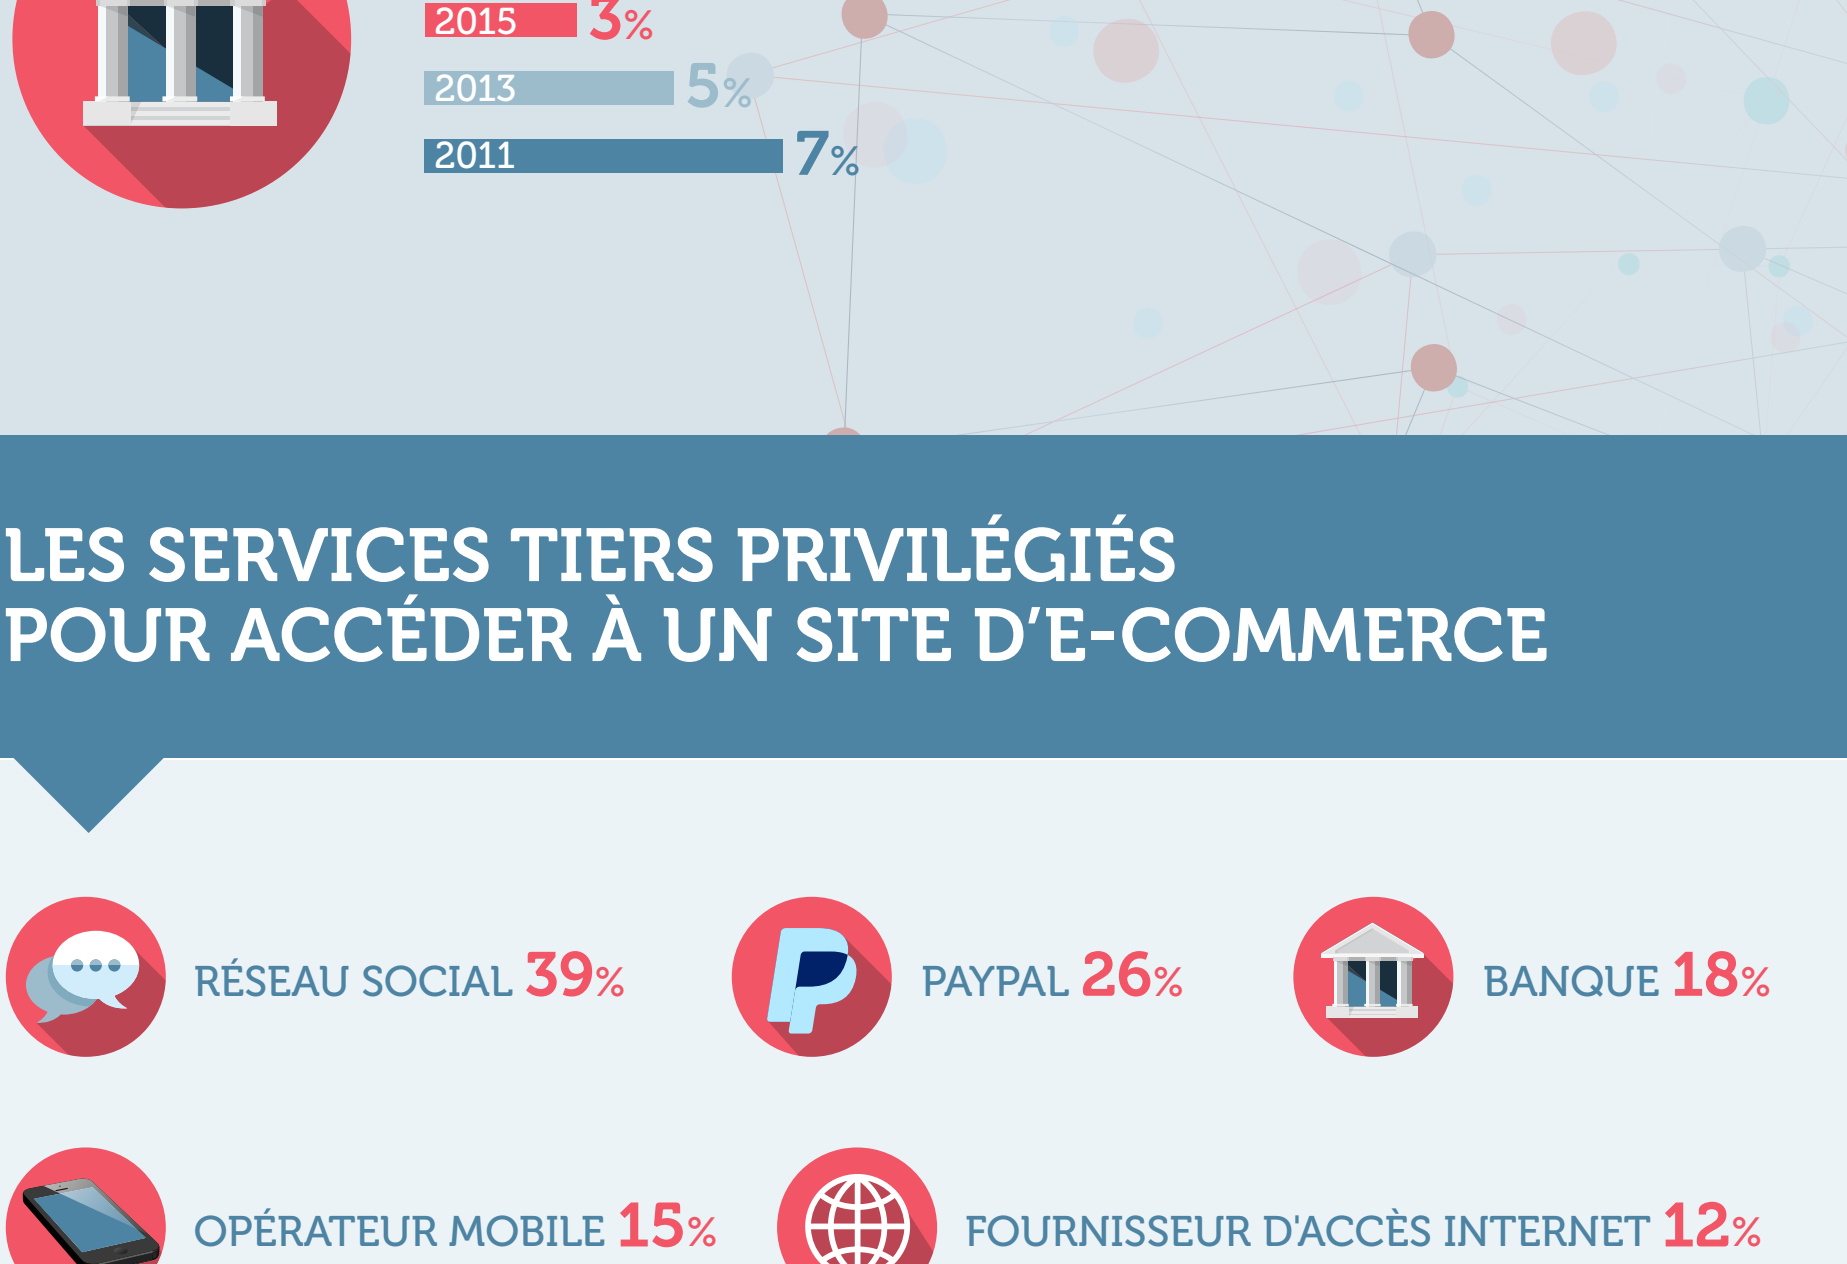 2015 3%
2013 5%
2011 7%
LES SERVICES TIERS PRIVILÉGIÉS
POUR ACCÉDER À UN SITE D'E-COMMERCE
RÉSEAU SOCIAL 39%
PAYPAL 26%
BANQUE 18%
OPÉRATEUR MOBILE 15%
FOURNISSEUR D'ACCÈS INTERNET 12%